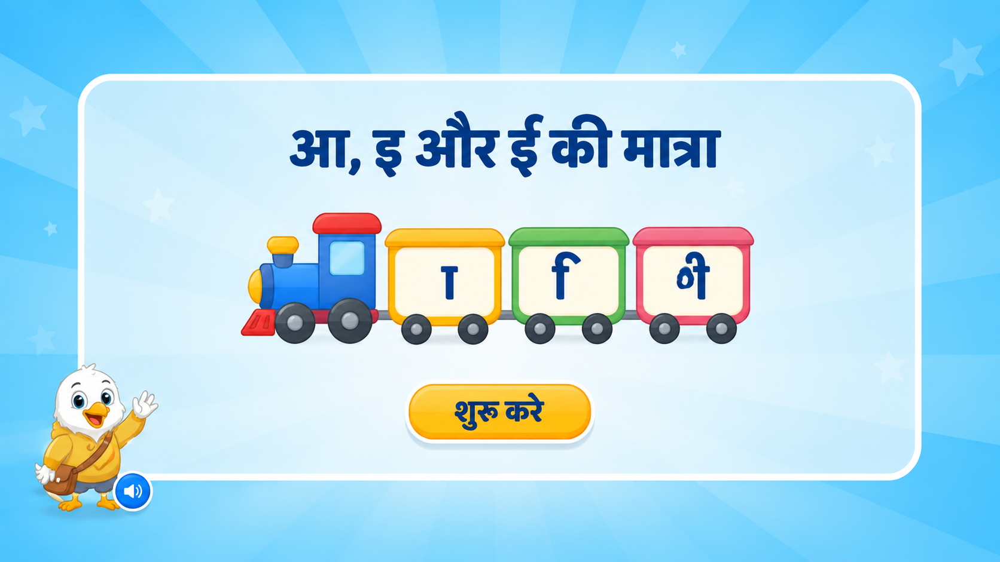 आ, इ और ई की मात्रा
ा ि ी
शुरू करे